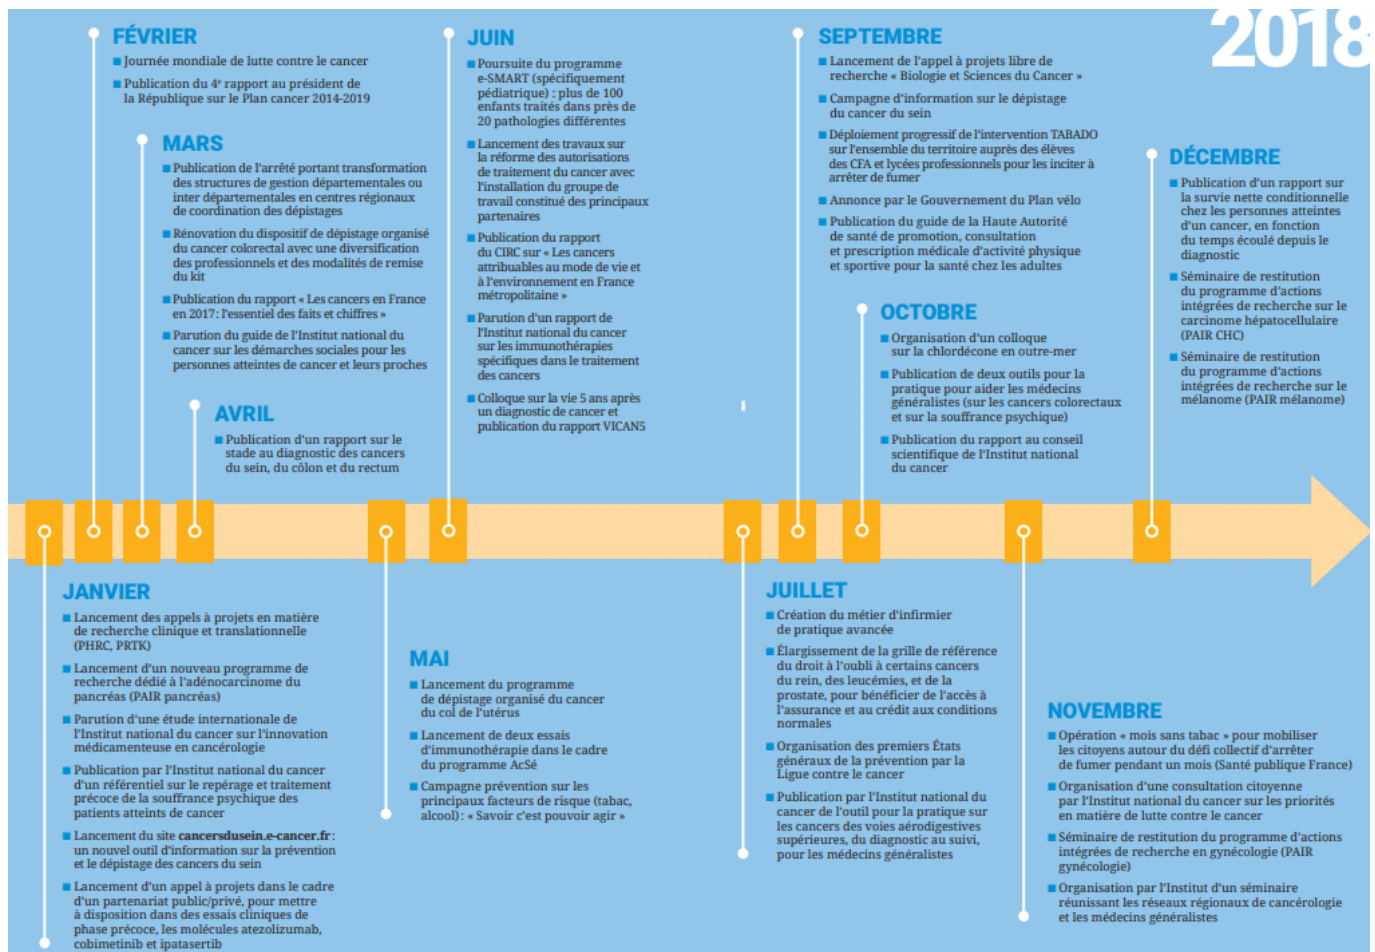 2018
FÉVRIER
■ Journée mondiale de lutte contre le cancer
■ Publication du 4e rapport au président de
la République sur le Plan cancer 2014-2019
MARS
■ Publication de l'arrêté portant transformation
des structures de gestion départementales ou
inter départementales en centres régionaux
de coordination des dépistages
■ Rénovation du dispositif de dépistage organisé
du cancer colorectal avec une diversification
des professionnels et des modalités de remise
du kit
■ Publication du rapport « Les cancers en France
en 2017 : l'essentiel des faits et chiffres »
■ Parution du guide de l'Institut national du
cancer sur les démarches sociales pour les
personnes atteintes de cancer et leurs proches
AVRIL
■ Publication d'un rapport sur le
stade au diagnostic des cancers
du sein, du côlon et du rectum
JUIN
■ Poursuite du programme
e-SMART (spécifiquement
pédiatrique) : plus de 100
enfants traités dans près de
20 pathologies différentes
■ Lancement des travaux sur
la réforme des autorisations
de traitement du cancer avec
l'installation du groupe de
travail constitué des principaux
partenaires
■ Publication du rapport
du CIRC sur « Les cancers
attribuables au mode de vie et
à l'environnement en France
métropolitaine »
■ Parution d'un rapport de
l'Institut national du cancer
sur les immunothérapies
spécifiques dans le traitement
des cancers
■ Colloque sur la vie 5 ans après
un diagnostic de cancer et
publication du rapport VICAN5
SEPTEMBRE
■ Lancement de l'appel à projets libre de
recherche « Biologie et Sciences du Cancer »
■ Campagne d'information sur le dépistage
du cancer du sein
■ Déploiement progressif de l'intervention TABADO
sur l'ensemble du territoire auprès des élèves
des CFA et lycées professionnels pour les inciter à
arrêter de fumer
■ Annonce par le Gouvernement du Plan vélo
■ Publication du guide de la Haute Autorité
de santé de promotion, consultation
et prescription médicale d'activité physique
et sportive pour la santé chez les adultes
OCTOBRE
■ Organisation d'un colloque
sur la chlordécone en outre-mer
■ Publication de deux outils pour la
pratique pour aider les médecins
généralistes (sur les cancers colorectaux
et sur la souffrance psychique)
■ Publication du rapport au conseil
scientifique de l'Institut national
du cancer
DÉCEMBRE
■ Publication d'un rapport sur
la survie nette conditionnelle
chez les personnes atteintes
d'un cancer, en fonction
du temps écoulé depuis le
diagnostic
■ Séminaire de restitution
du programme d'actions
intégrées de recherche sur le
carcinome hépatocellulaire
(PAIR CHC)
■ Séminaire de restitution
du programme d'actions
intégrées de recherche sur le
mélanome (PAIR mélanome)
JANVIER
■ Lancement des appels à projets en matière
de recherche clinique et translationnelle
(PHRC, PRTK)
■ Lancement d'un nouveau programme de
recherche dédié à l'adénocarcinome du
pancréas (PAIR pancréas)
■ Parution d'une étude internationale de
l'Institut national du cancer sur l'innovation
médicamenteuse en cancérologie
■ Publication par l'Institut national du cancer
d'un référentiel sur le repérage et traitement
précoce de la souffrance psychique des
patients atteints de cancer
■ Lancement du site cancersdusein.e-cancer.fr :
un nouvel outil d'information sur la prévention
et le dépistage des cancers du sein
■ Lancement d'un appel à projets dans le cadre
d'un partenariat public/privé, pour mettre
à disposition dans des essais cliniques de
phase précoce, les molécules atezolizumab,
cobimetinib et ipatasertib
MAI
■ Lancement du programme
de dépistage organisé du cancer
du col de l'utérus
■ Lancement de deux essais
d'immunothérapie dans le cadre
du programme AcSé
■ Campagne prévention sur les
principaux facteurs de risque (tabac,
alcool) : « Savoir c'est pouvoir agir »
JUILLET
■ Création du métier d'infirmier
de pratique avancée
■ Élargissement de la grille de référence
du droit à l'oubli à certains cancers
du rein, des leucémies, et de la
prostate, pour bénéficier de l'accès à
l'assurance et au crédit aux conditions
normales
■ Organisation des premiers États
généraux de la prévention par la
Ligue contre le cancer
■ Publication par l'Institut national du
cancer de l'outil pour la pratique sur
les cancers des voies aérodigestives
supérieures, du diagnostic au suivi,
pour les médecins généralistes
NOVEMBRE
■ Opération « mois sans tabac » pour mobiliser
les citoyens autour du défi collectif d'arrêter
de fumer pendant un mois (Santé publique France)
■ Organisation d'une consultation citoyenne
par l'Institut national du cancer sur les priorités
en matière de lutte contre le cancer
■ Séminaire de restitution du programme d'actions
intégrées de recherche en gynécologie (PAIR
gynécologie)
■ Organisation par l'Institut d'un séminaire
réunissant les réseaux régionaux de cancérologie
et les médecins généralistes